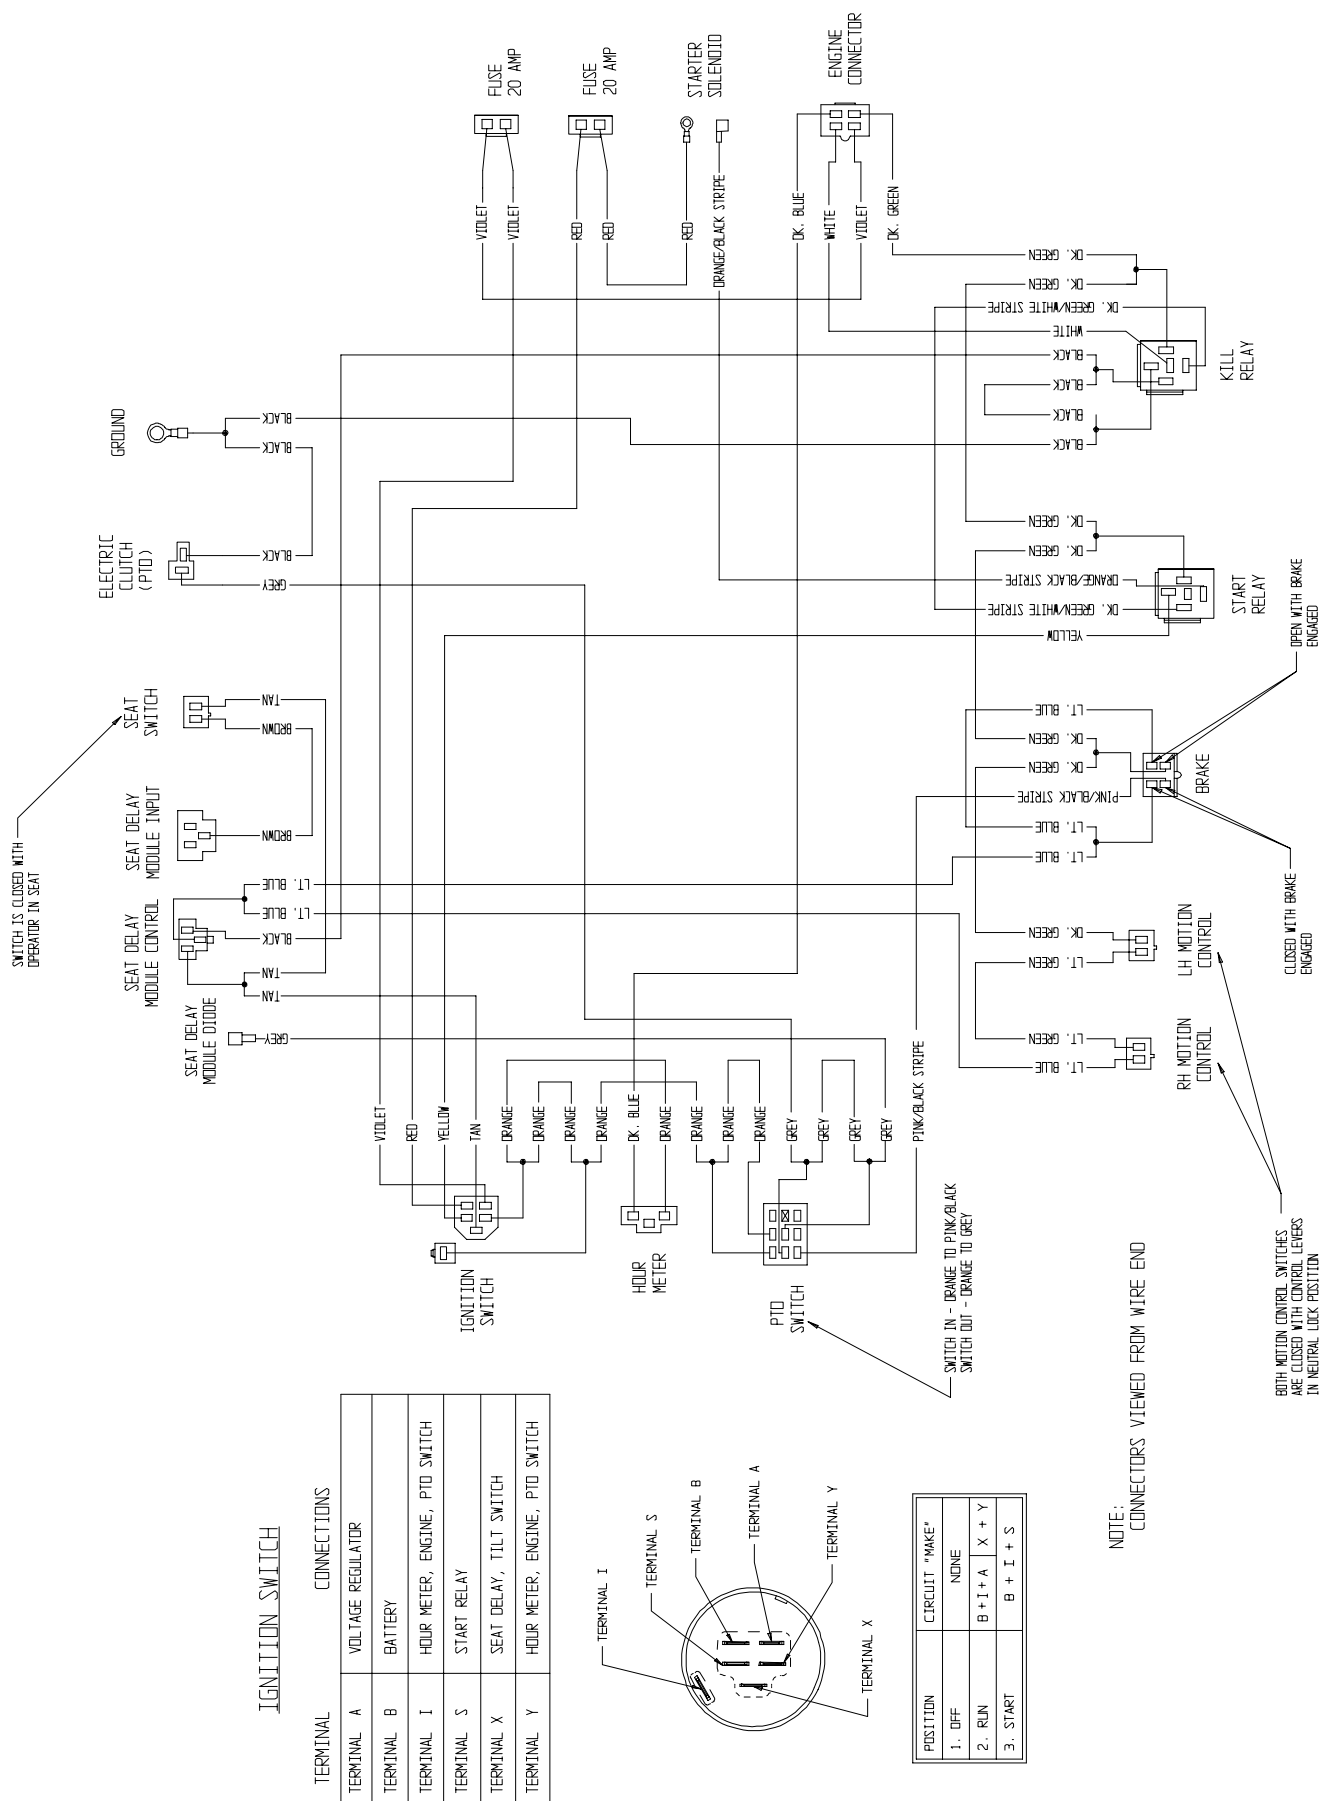 FUSE
20 AMP
FUSE
20 AMP
STARTER
SOLENOID
ENGINE
CONNECTOR
VIOLET
VIOLET
RED
RED
RED
ORANGE/BLACK STRIPE
DK. BLUE
WHITE
VIOLET
DK. GREEN
DK. GREEN
DK. GREEN
DK. GREEN/WHITE STRIPE
WHITE
BLACK
BLACK
BLACK
BLACK
KILL
RELAY
GROUND
BLACK
BLACK
ELECTRIC
CLUTCH
(PTO)
BLACK
GREY
DK. GREEN
DK. GREEN
ORANGE/BLACK STRIPE
DK. GREEN/WHITE STRIPE
YELLOW
START
RELAY
OPEN WITH BRAKE
ENGAGED
SEAT
SWITCH
TAN
BROWN
SWITCH IS CLOSED WITH
OPERATOR IN SEAT
SEAT DELAY
MODULE INPUT
BROWN
LT. BLUE
DK. GREEN
DK. GREEN
PINK/BLACK STRIPE
LT. BLUE
LT. BLUE
BRAKE
CLOSED WITH BRAKE
ENGAGED
SEAT DELAY
MODULE CONTROL
LT. BLUE
LT. BLUE
BLACK
TAN
TAN
SEAT DELAY
MODULE DIODE
GREY
DK. GREEN
LT. GREEN
LH MOTION
CONTROL
LT. GREEN
LT. BLUE
RH MOTION
CONTROL
VIOLET
RED
YELLOW
TAN
ORANGE
ORANGE
ORANGE
ORANGE
DK. BLUE
ORANGE
ORANGE
ORANGE
ORANGE
GREY
GREY
GREY
GREY
PINK/BLACK STRIPE
IGNITION
SWITCH
HOUR
METER
PTO
SWITCH
SWITCH IN - ORANGE TO PINK/BLACK
SWITCH OUT - ORANGE TO GREY
BOTH MOTION CONTROL SWITCHES
ARE CLOSED WITH CONTROL LEVERS
IN NEUTRAL LOCK POSITION
NOTE:
CONNECTORS VIEWED FROM WIRE END
IGNITION SWITCH
TERMINAL CONNECTIONS
TERMINAL A VOLTAGE REGULATOR
TERMINAL B BATTERY
TERMINAL I HOUR METER, ENGINE, PTO SWITCH
TERMINAL S START RELAY
TERMINAL X SEAT DELAY, TILT SWITCH
TERMINAL Y HOUR METER, ENGINE, PTO SWITCH
TERMINAL I
TERMINAL S
TERMINAL B
TERMINAL A
TERMINAL Y
TERMINAL X
POSITION CIRCUIT "MAKE"
1. OFF NONE
2. RUN B + I + A X + Y
3. START B + I + S